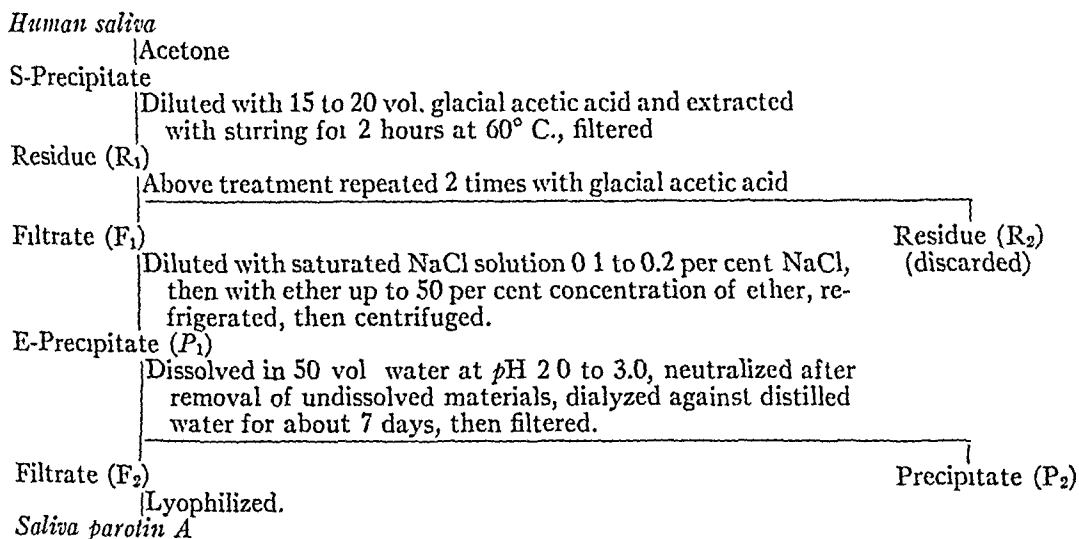 Human saliva
Acetone
S-Precipitate
Diluted with 15 to 20 vol. glacial acetic acid and extracted
with stirring for 2 hours at 60° C., filtered
Residue (R₁)
Above treatment repeated 2 times with glacial acetic acid
Filtrate (F₁) Residue (R₂)
Diluted with saturated NaCl solution 0 1 to 0.2 per cent NaCl, (discarded)
then with ether up to 50 per cent concentration of ether, re-
frigerated, then centrifuged.
E-Precipitate (P₁)
Dissolved in 50 vol water at pH 2 0 to 3.0, neutralized after
removal of undissolved materials, dialyzed against distilled
water for about 7 days, then filtered.
Filtrate (F₂) Precipitate (P₂)
Lyophilized.
Saliva parotin A